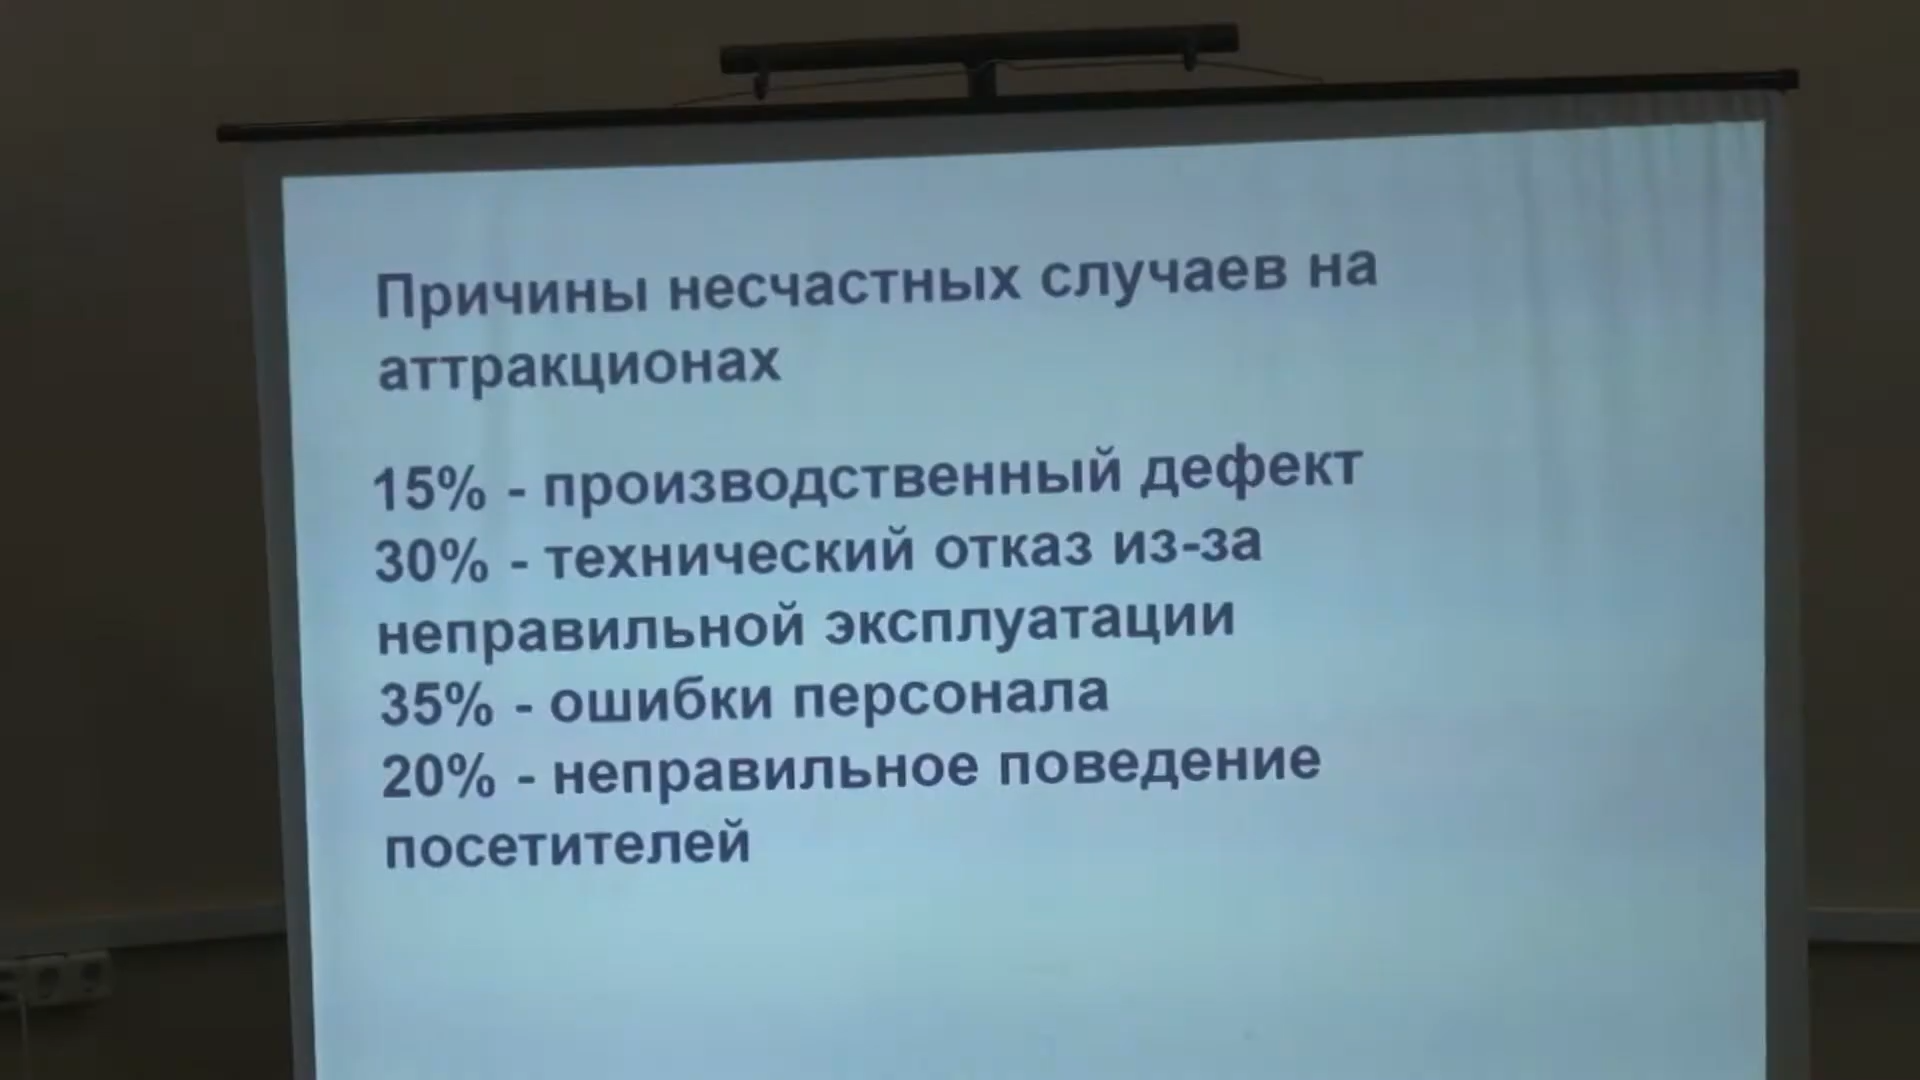 Причины несчастных случаев на
аттракционах
15% - производственный дефект
30% - технический отказ из-за
неправильной эксплуатации
35% - ошибки персонала
20% - неправильное поведение
посетителей